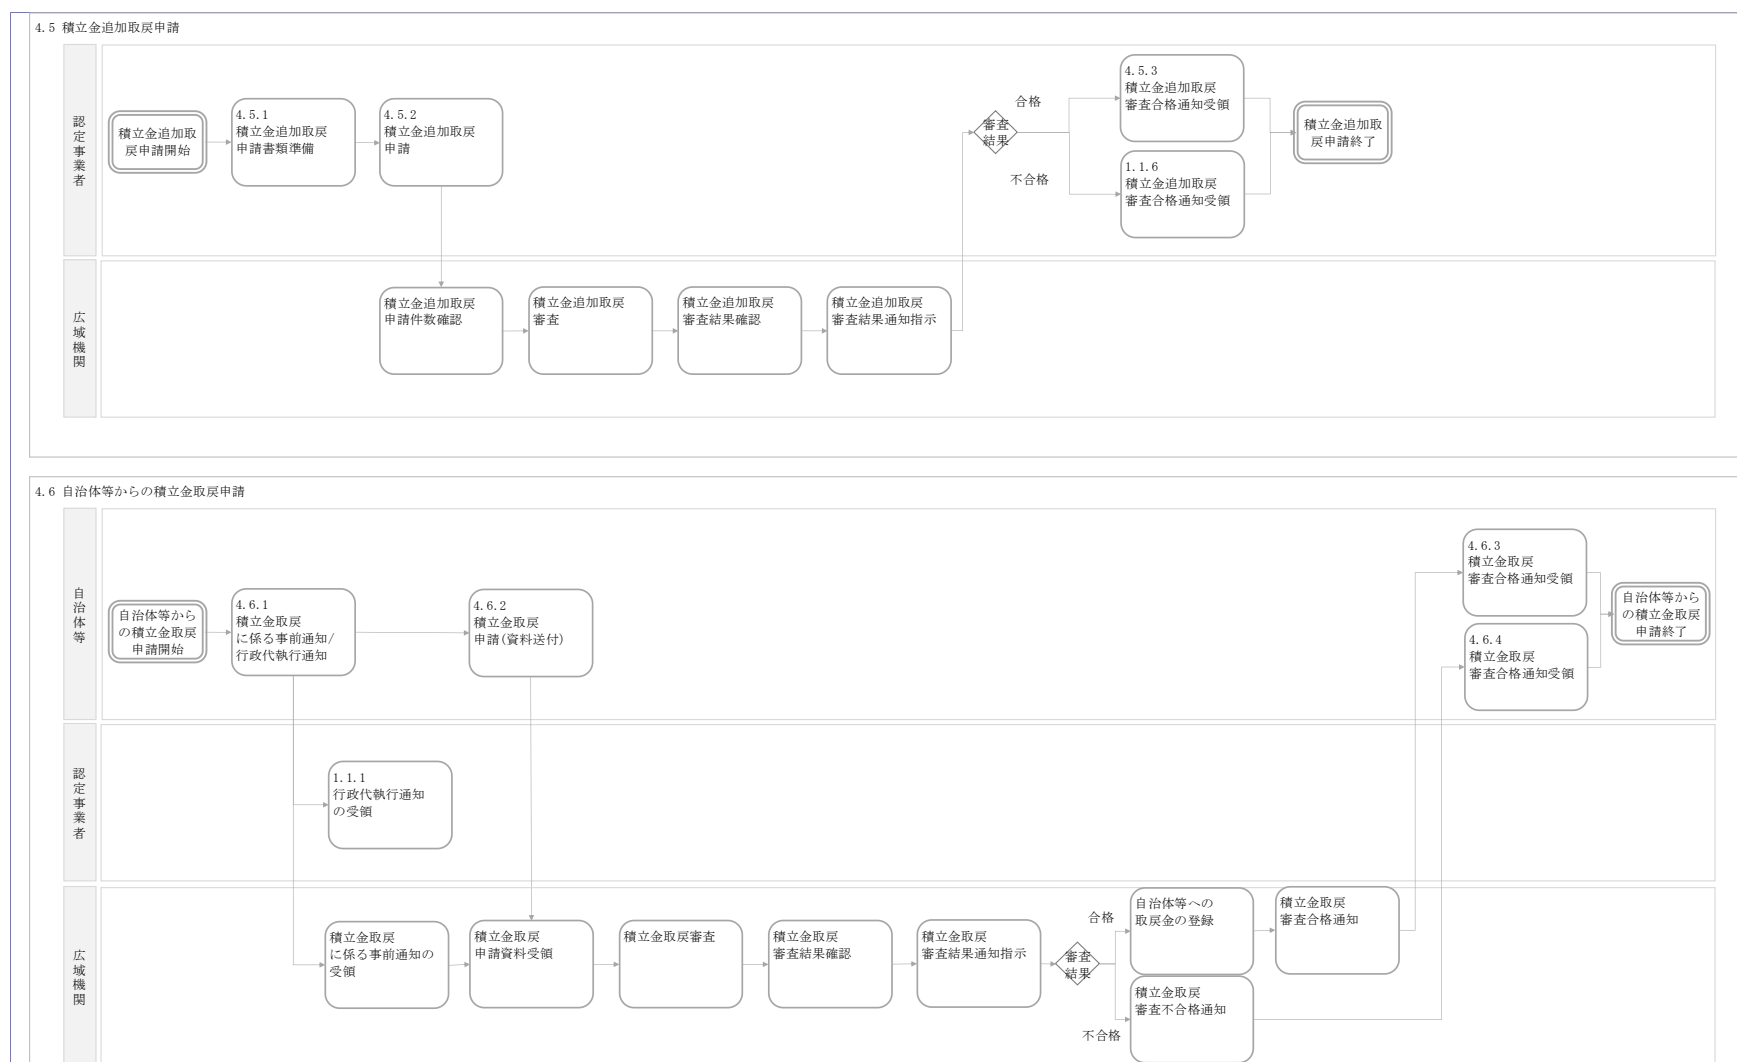 4.5 積立金追加取戻申請
認定事業者
積立金追加取
戻申請開始
4.5.1
積立金追加取戻
申請書類準備
4.5.2
積立金追加取戻
申請
審査
結果
合格
不合格
4.5.3
積立金追加取戻
審査合格通知受領
1.1.6
積立金追加取戻
審査合格通知受領
積立金追加取
戻申請終了
広域機関
積立金追加取戻
申請件数確認
積立金追加取戻
審査
積立金追加取戻
審査結果確認
積立金追加取戻
審査結果通知指示
4.6 自治体等からの積立金取戻申請
自治体等
自治体等から
の積立金取戻
申請開始
4.6.1
積立金取戻
に係る事前通知/
行政代執行通知
4.6.2
積立金取戻
申請(資料送付)
4.6.3
積立金取戻
審査合格通知受領
4.6.4
積立金取戻
審査合格通知受領
自治体等から
の積立金取戻
申請終了
認定事業者
1.1.1
行政代執行通知
の受領
広域機関
積立金取戻
に係る事前通知の
受領
積立金取戻
申請資料受領
積立金取戻審査
積立金取戻
審査結果確認
積立金取戻
審査結果通知指示
審査
結果
合格
不合格
自治体等への
取戻金の登録
積立金取戻
審査合格通知
積立金取戻
審査不合格通知